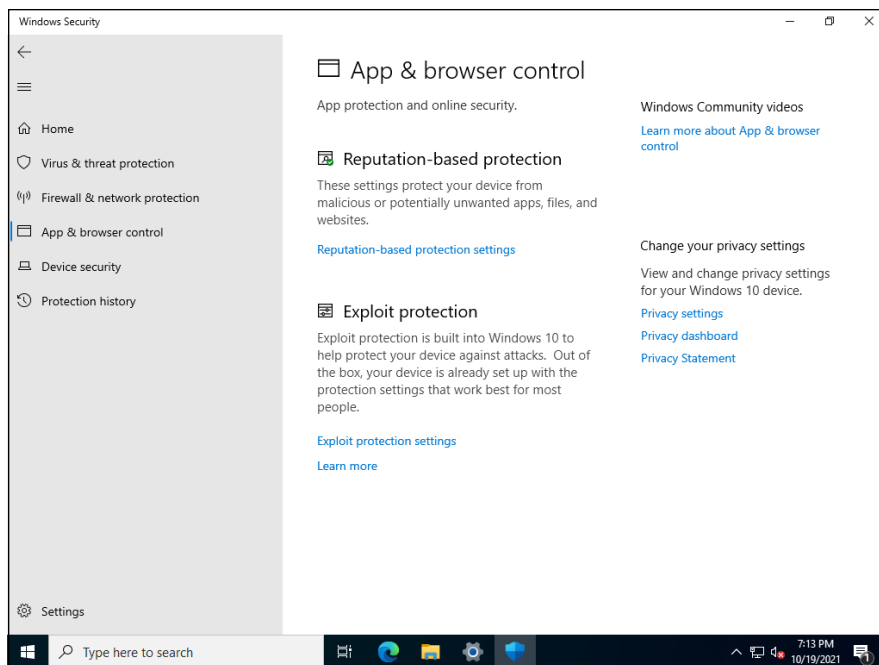 Windows Security
Home
Virus & threat protection
Firewall & network protection
App & browser control
Device security
Protection history
Settings
App & browser control
App protection and online security.
Reputation-based protection
These settings protect your device from
malicious or potentially unwanted apps, files, and
websites.
Reputation-based protection settings
Exploit protection
Exploit protection is built into Windows 10 to
help protect your device against attacks.  Out of
the box, your device is already set up with the
protection settings that work best for most
people.
Exploit protection settings
Learn more
Windows Community videos
Learn more about App & browser
control
Change your privacy settings
View and change privacy settings
for your Windows 10 device.
Privacy settings
Privacy dashboard
Privacy Statement
Type here to search
7:13 PM
10/19/2021
1